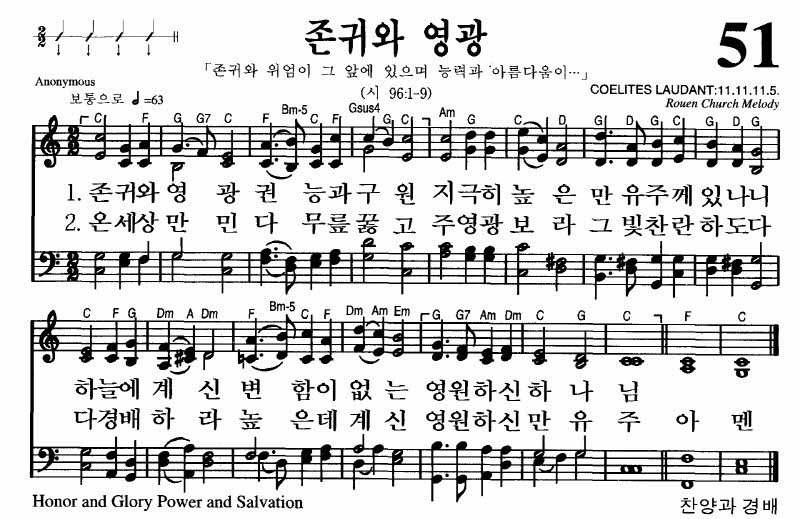 존귀와 영광
51
「존귀와 위엄이 그 앞에 있으며 능력과 아름다움이…」
(시 96:1-9)
Anonymous
COELITES LAUDANT:11.11.11.5.
Rouen Church Melody
보통으로 =63
C F G G7 C F Bm-5 C Gsus4 C Am G C D G D Am D G
1. 존귀와 영 광 권 능과 구 원 지극히 높 은 만 유주께 있나니
2. 온세상 만 민 다 무릎 꿇 고 주영광 보 라 그 빛찬란 하도다
C F G Dm A Dm F Bm-5 C F Dm Am Em G G7 Am Dm G C F C
하늘에 계 신 변 함이 없 는 영원하신 하 나 님
다경배 하 라 높 은데 계 신 영원하신 만 유 주 아 멘
Honor and Glory Power and Salvation
찬양과 경배